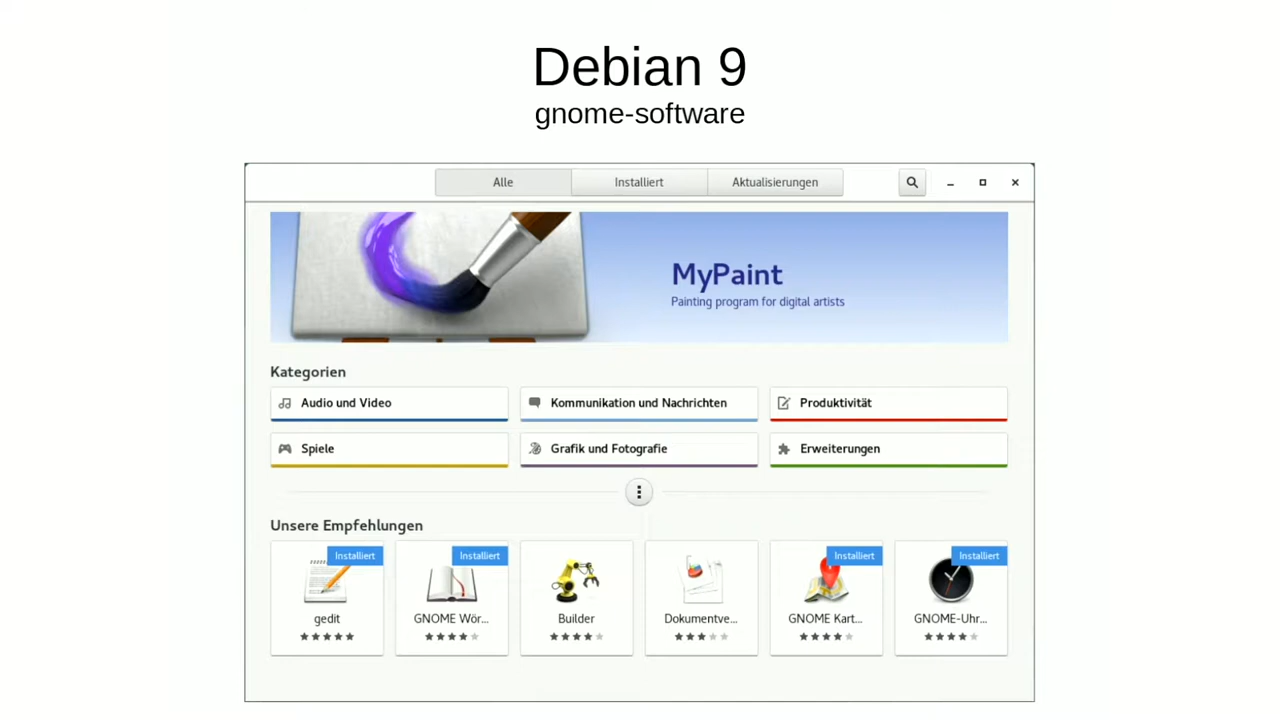 Debian 9
gnome-software
Alle Installiert Aktualisierungen
MyPaint
Painting program for digital artists
Kategorien
Audio und Video Kommunikation und Nachrichten Produktivität
Spiele Grafik und Fotografie Erweiterungen
Unsere Empfehlungen
Installiert Installiert Installiert Installiert
gedit GNOME Wör... Builder Dokumentve... GNOME Kart... GNOME-Uhr...